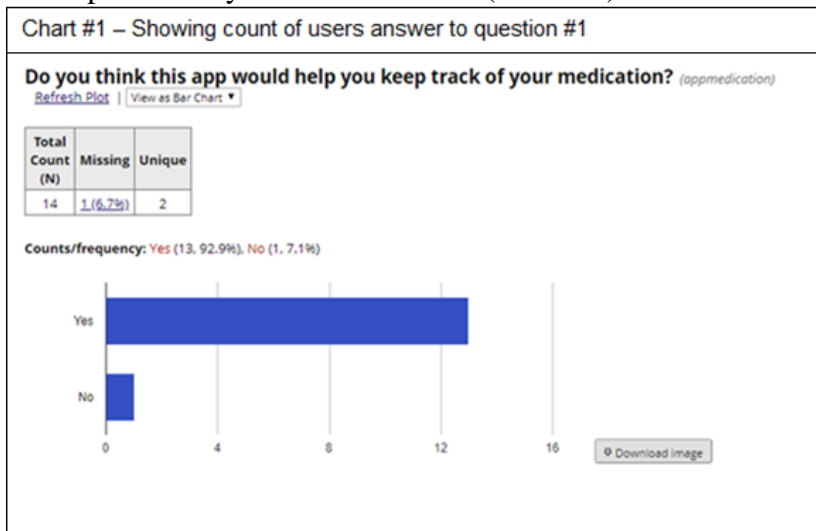 Chart #1 – Showing count of users answer to question #1
Do you think this app would help you keep track of your medication? (appmedication)
Refresh Plot | View as Bar Chart ▼
Total Count (N) Missing Unique
14 1 (6.7%) 2
Counts/frequency: Yes (13, 92.9%), No (1, 7.1%)
Yes
No
0 4 8 12 16
Download image